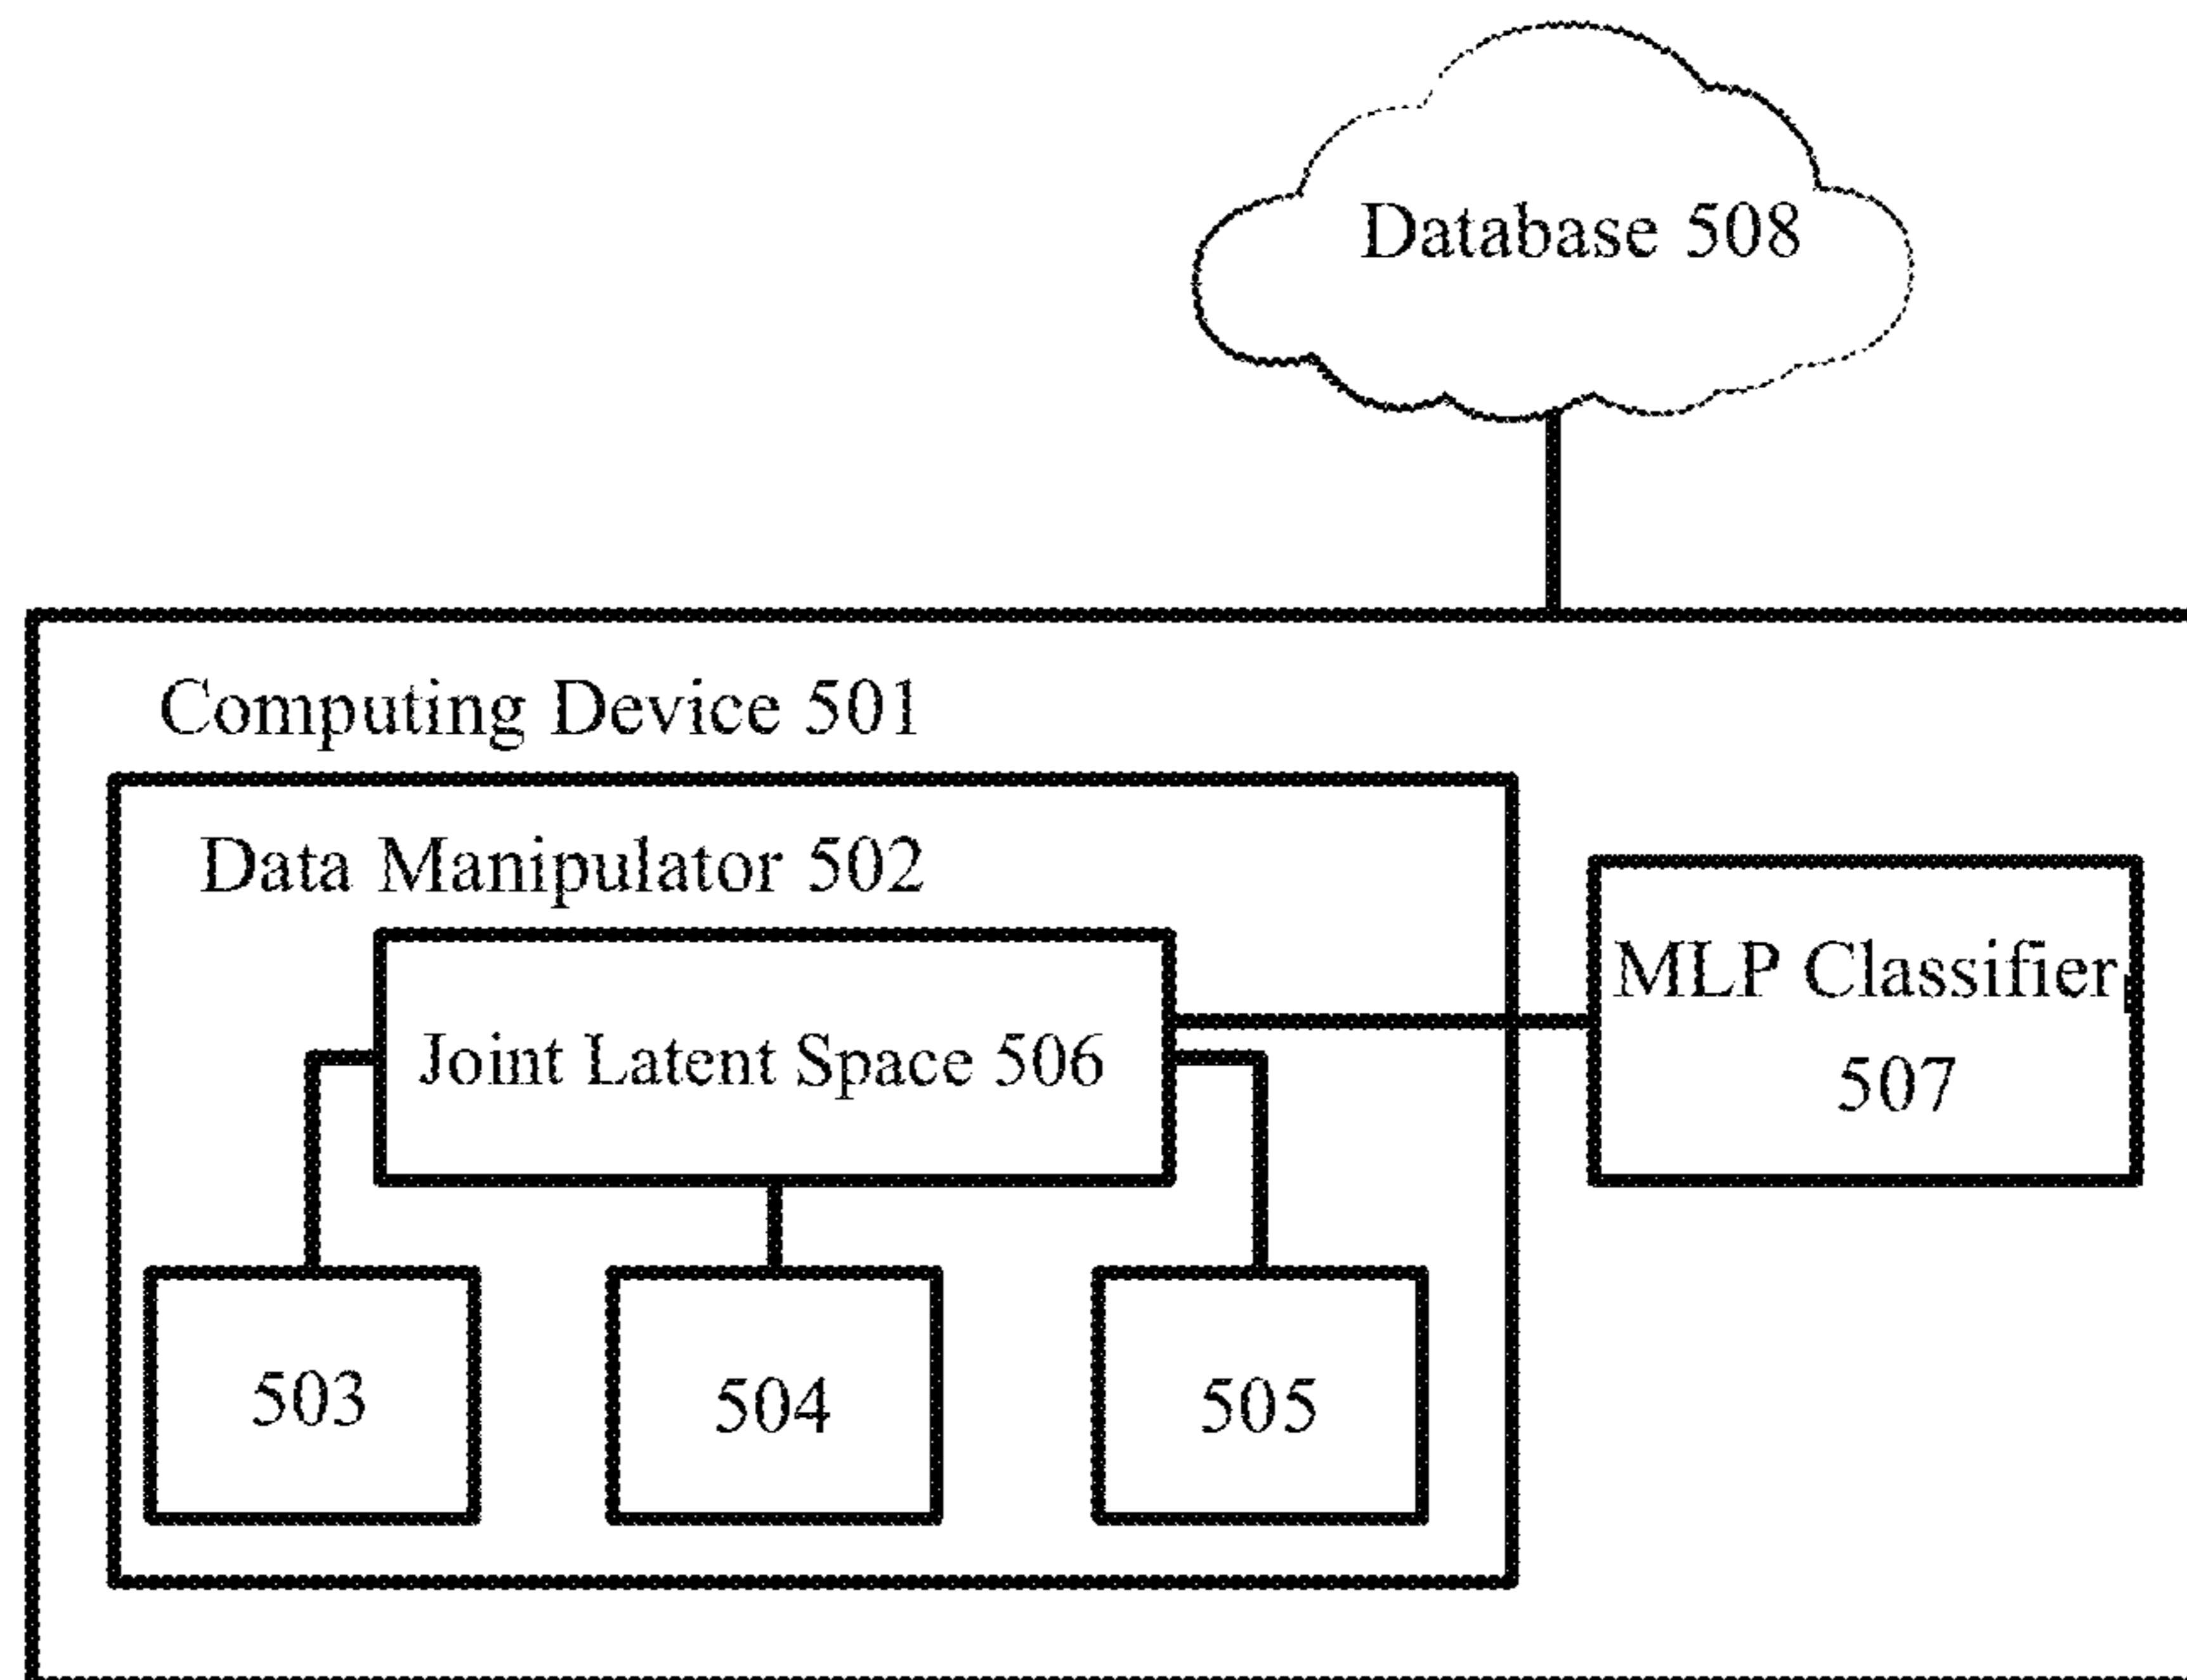 Database 508
Computing Device 501
Data Manipulator 502
MLP Classifier
507
Joint Latent Space 506
503
504
505